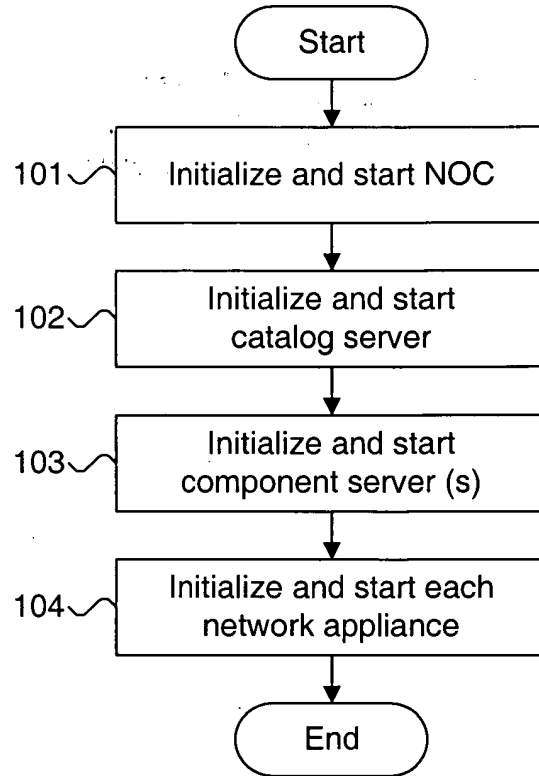 Start
101
Initialize and start NOC
102
Initialize and start
catalog server
103
Initialize and start
component server (s)
104
Initialize and start each
network appliance
End